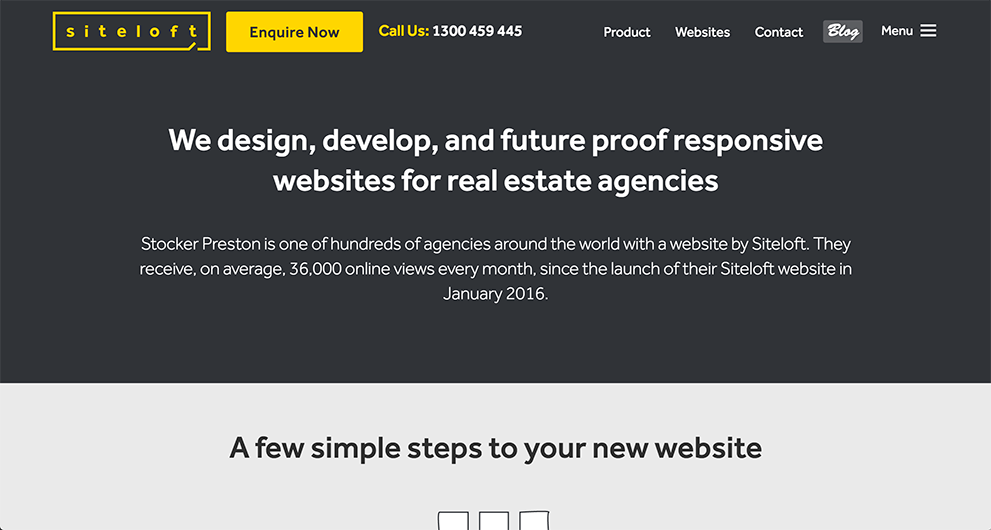 siteloft
Enquire Now
Call Us: 1300 459 445
Product
Websites
Contact
Blog
Menu
We design, develop, and future proof responsive
websites for real estate agencies
Stocker Preston is one of hundreds of agencies around the world with a website by Siteloft. They
receive, on average, 36,000 online views every month, since the launch of their Siteloft website in
January 2016.
A few simple steps to your new website